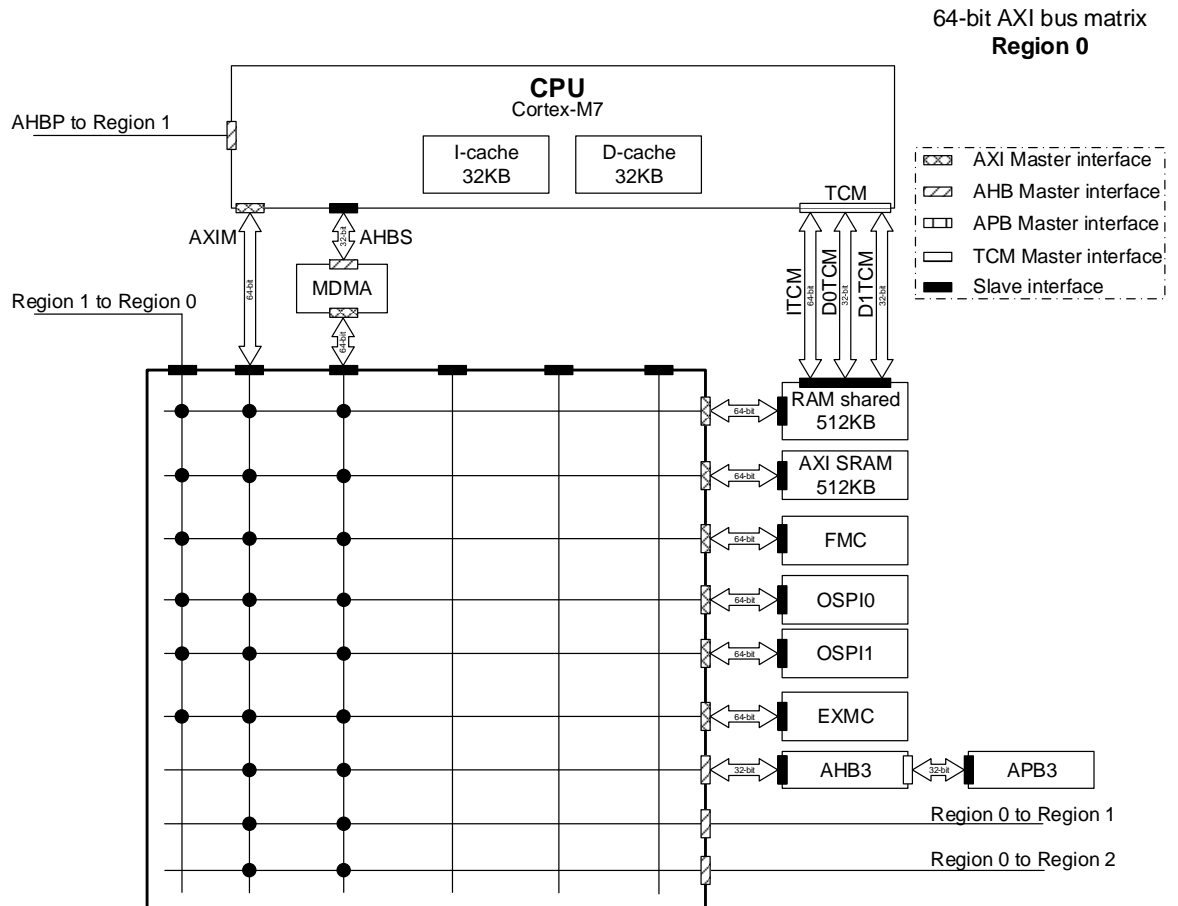 64-bit AXI bus matrix
Region 0
CPU
Cortex-M7
AHBP to Region 1
I-cache
32KB
D-cache
32KB
AXI Master interface
AHB Master interface
APB Master interface
TCM Master interface
Slave interface
TCM
AXIM
64-bit
32-bit
AHBS
MDMA
64-bit
ITCM
64-bit
D0TCM
32-bit
D1TCM
32-bit
Region 1 to Region 0
64-bit
RAM shared
512KB
64-bit
AXI SRAM
512KB
64-bit
FMC
64-bit
OSPI0
64-bit
OSPI1
64-bit
EXMC
32-bit
AHB3
32-bit
APB3
Region 0 to Region 1
Region 0 to Region 2